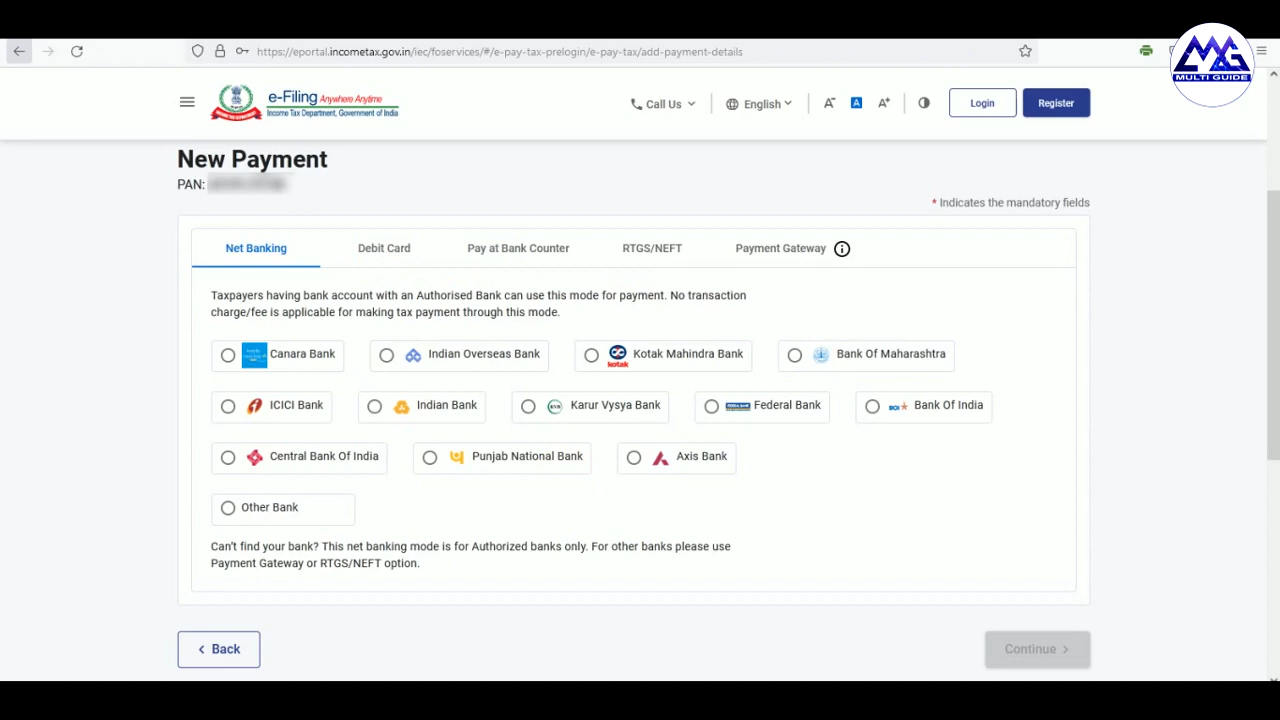 https://eportal.incometax.gov.in/iec/foservices/#/e-pay-tax-prelogin/e-pay-tax/add-payment-details
MG
MULTI GUIDE
e-Filing Anywhere Anytime
Income Tax Department, Government of India
Call Us
English
A-
A
A+
Login
Register
New Payment
PAN:
* Indicates the mandatory fields
Net Banking
Debit Card
Pay at Bank Counter
RTGS/NEFT
Payment Gateway
Taxpayers having bank account with an Authorised Bank can use this mode for payment. No transaction
charge/fee is applicable for making tax payment through this mode.
Canara Bank
Indian Overseas Bank
kotak
Kotak Mahindra Bank
Bank Of Maharashtra
ICICI Bank
Indian Bank
KVB
Karur Vysya Bank
Federal Bank
BOI
Bank Of India
Central Bank Of India
Punjab National Bank
Axis Bank
Other Bank
Can't find your bank? This net banking mode is for Authorized banks only. For other banks please use
Payment Gateway or RTGS/NEFT option.
< Back
Continue >